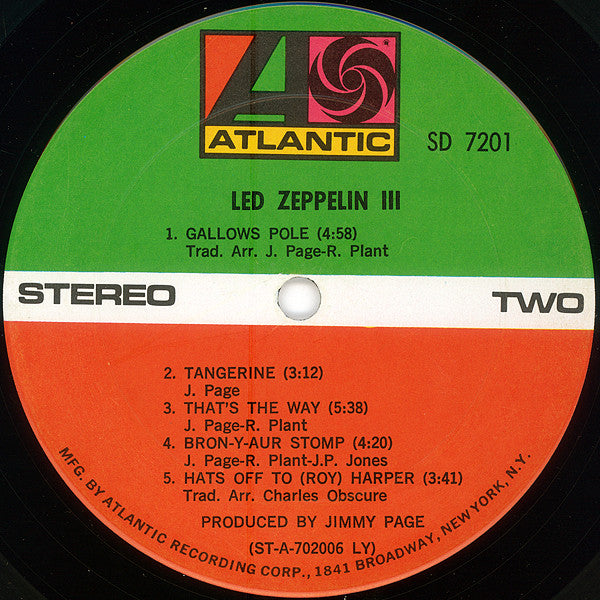 ATLANTIC
SD 7201
LED ZEPPELIN III
1. GALLOWS POLE (4:58)
Trad. Arr. J. Page-R. Plant
STEREO
TWO
2. TANGERINE (3:12)
J. Page
3. THAT'S THE WAY (5:38)
J. Page-R. Plant
4. BRON-Y-AUR STOMP (4:20)
J. Page-R. Plant-J.P. Jones
5. HATS OFF TO (ROY) HARPER (3:41)
Trad. Arr. Charles Obscure
PRODUCED BY JIMMY PAGE
(ST-A-702006 LY)
MFG. BY ATLANTIC RECORDING CORP., 1841 BROADWAY, NEW YORK, N.Y.